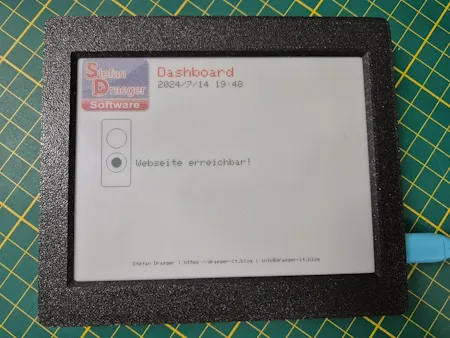 Stefan
Draeger
Software
Dashboard
2024/7/14 19:48
Webseite erreichbar!
Stefan Draeger | https://draeger-it.blog | info@draeger-it.blog